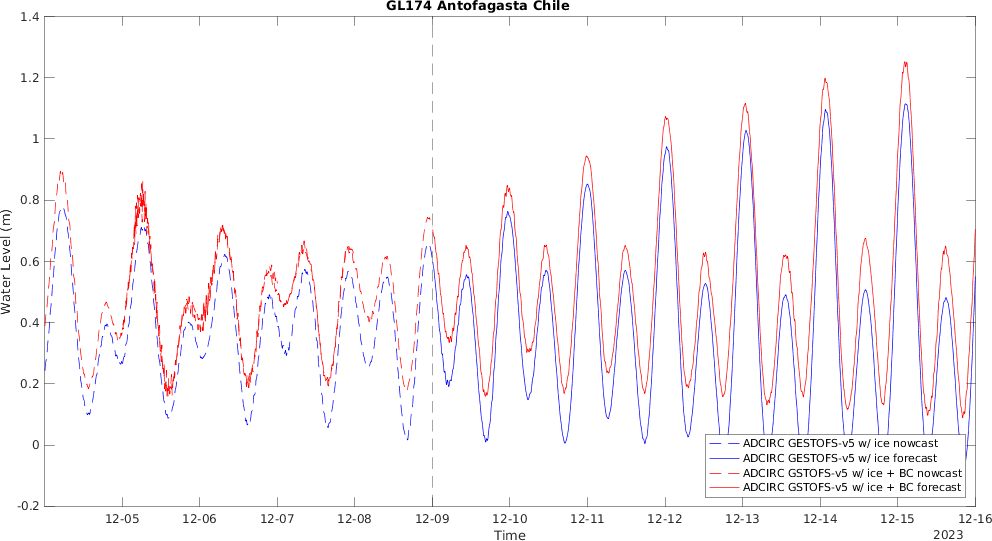 GL174 Antofagasta Chile
1.4
1.2
1
0.8
0.6
0.4
0.2
0
-0.2
Water Level (m)
ADCIRC GESTOFS-v5 w/ ice nowcast
ADCIRC GESTOFS-v5 w/ ice forecast
ADCIRC GSTOFS-v5 w/ ice + BC nowcast
ADCIRC GSTOFS-v5 w/ ice + BC forecast
12-05 12-06 12-07 12-08 12-09 12-10 12-11 12-12 12-13 12-14 12-15 12-16
Time
2023